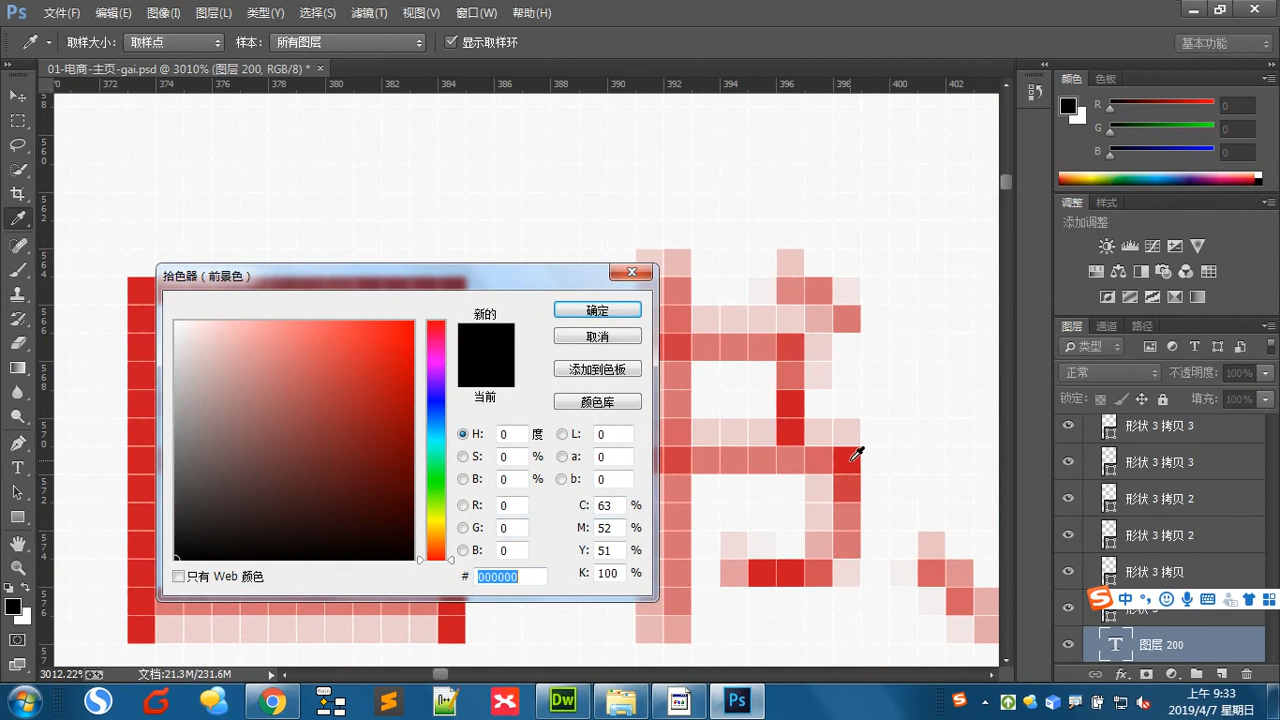 Ps 文件(F) 编辑(E) 图像(I) 图层(L) 类型(Y) 选择(S) 滤镜(T) 视图(V) 窗口(W) 帮助(H)
取样大小: 取样点 样本: 所有图层 显示取样环 基本功能
01-电商-主页-gai.psd @ 3010% (图层 200, RGB/8) * ×
372 374 376 378 380 382 384 386 388 390 392 394 396 398 400 402
颜色 色板
R 0
G 0
B 0
调整 样式
添加调整
图层 通道 路径
类型
正常 不透明度: 100%
锁定: 填充: 100%
形状 3 拷贝 3
形状 3 拷贝 3
形状 3 拷贝 2
形状 3 拷贝 2
形状 3 拷贝
图层 200
拾色器（前景色）
新的
当前
确定
取消
添加到色板
颜色库
H: 0 度 L: 0
S: 0 % a: 0
B: 0 % b: 0
R: 0 C: 63 %
G: 0 M: 52 %
B: 0 Y: 51 %
K: 100 %
只有 Web 颜色 # 000000
中
3012.22% 文档:21.3M/231.6M
Dw Ps
上午 9:33
2019/4/7 星期日